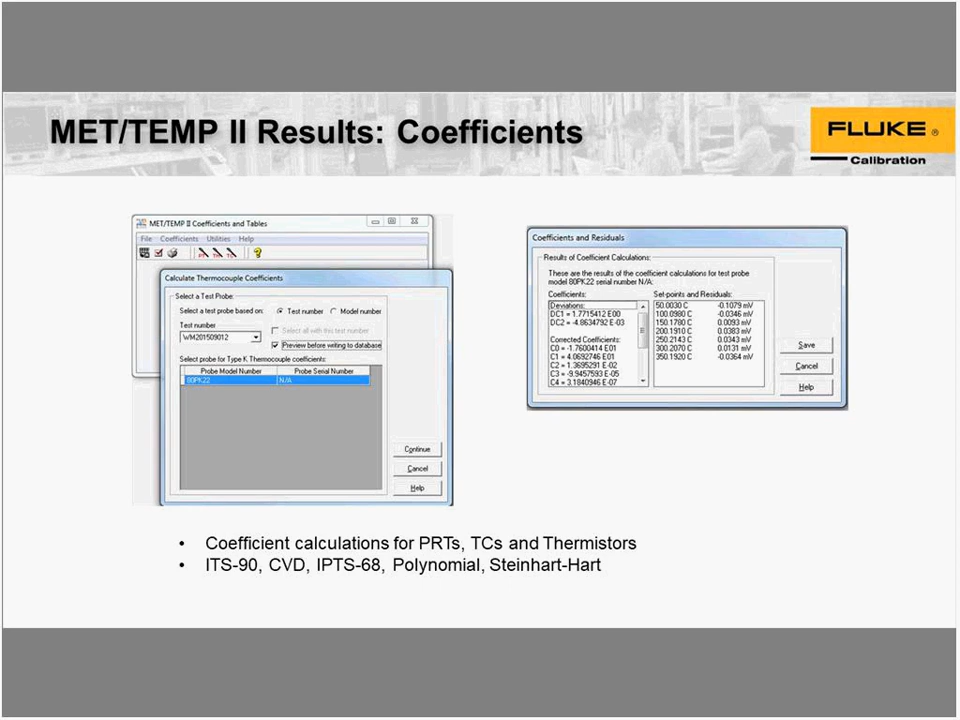 MET/TEMP II Results: Coefficients
FLUKE ®
Calibration
MET/TEMP II Coefficients and Tables
File Coefficients Utilities Help
Calculate Thermocouple Coefficients
Select a Test Probe:
Select a test probe based on: Test number Model number
Test number
WM201509012
Select all with this test number
Preview before writing to database
Select probe for Type K Thermocouple coefficients:
Probe Model Number Probe Serial Number
80PK22 N/A
Continue
Cancel
Help
Coefficients and Residuals
Results of Coefficient Calculations:
These are the results of the coefficient calculations for test probe
model 80PK22 serial number N/A:
Coefficients: Set-points and Residuals:
Deviations: 50.0030 C -0.1079 mV
DC1 = 1.7715412 E00 100.0980 C -0.0346 mV
DC2 = -4.8634792 E-03 150.1780 C 0.0093 mV
200.1910 C 0.0383 mV
Corrected Coefficients: 250.2143 C 0.0343 mV
C0 = -1.7600414 E01 300.2070 C 0.0131 mV
C1 = 4.0692746 E01 350.1920 C -0.0364 mV
C2 = 1.3695291 E-02
C3 = -9.9457593 E-05
C4 = 3.1840946 E-07
Save
Cancel
Help
• Coefficient calculations for PRTs, TCs and Thermistors
• ITS-90, CVD, IPTS-68, Polynomial, Steinhart-Hart